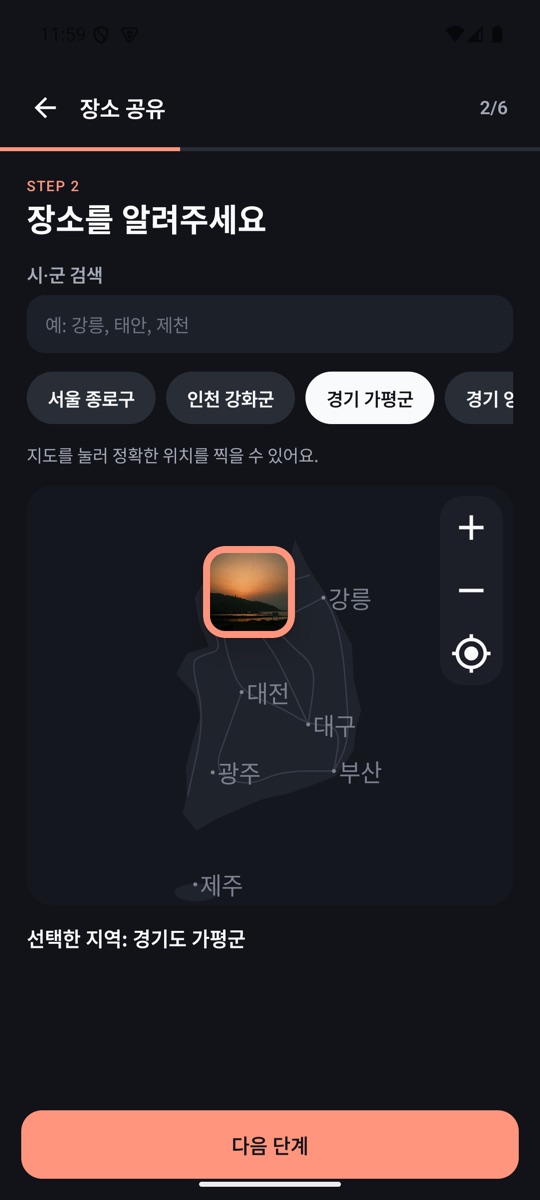 11:59
장소 공유
2/6
STEP 2
장소를 알려주세요
시·군 검색
예: 강릉, 태안, 제천
서울 종로구
인천 강화군
경기 가평군
경기
지도를 눌러 정확한 위치를 찍을 수 있어요.
강릉
대전
대구
광주
부산
제주
선택한 지역: 경기도 가평군
다음 단계